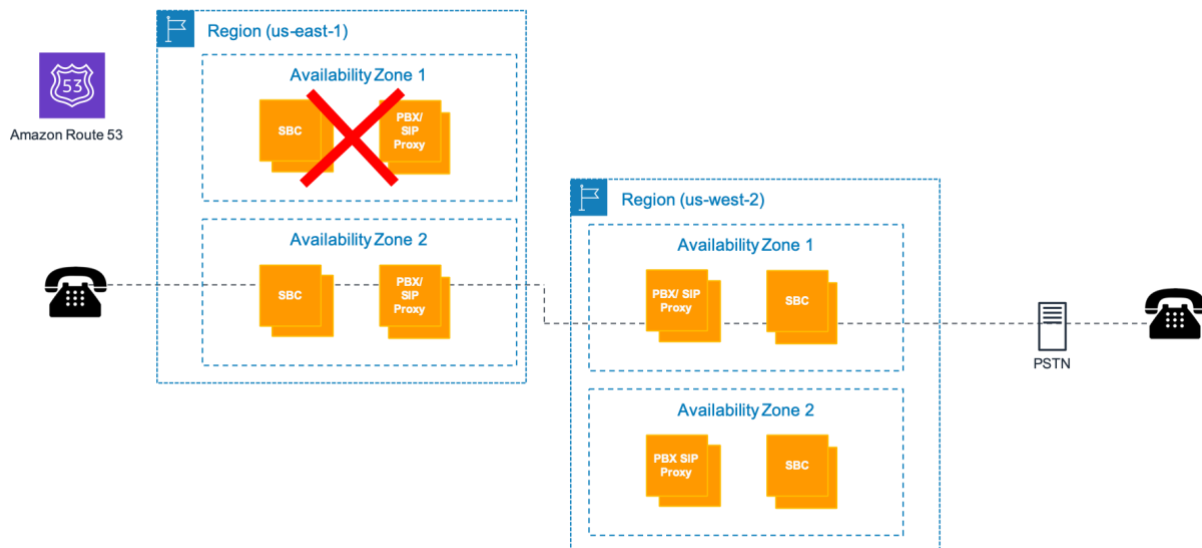 Region (us-east-1)
Availability Zone 1
53
SBC
PBX/
SIP
Proxy
Amazon Route 53
Availability Zone 2
SBC
PBX/
SIP
Proxy
Region (us-west-2)
Availability Zone 1
PBX/ SIP
Proxy
SBC
PSTN
Availability Zone 2
PBX SIP
Proxy
SBC